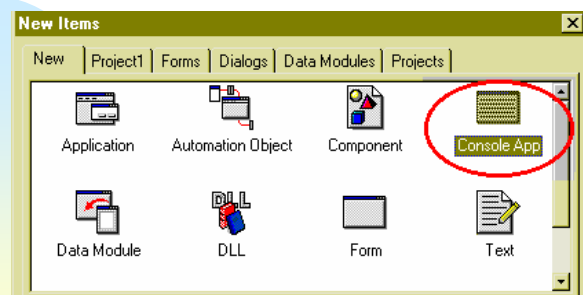 New Items
New Project1 Forms Dialogs Data Modules Projects
Application Automation Object Component Console App
DLL
Data Module DLL Form Text